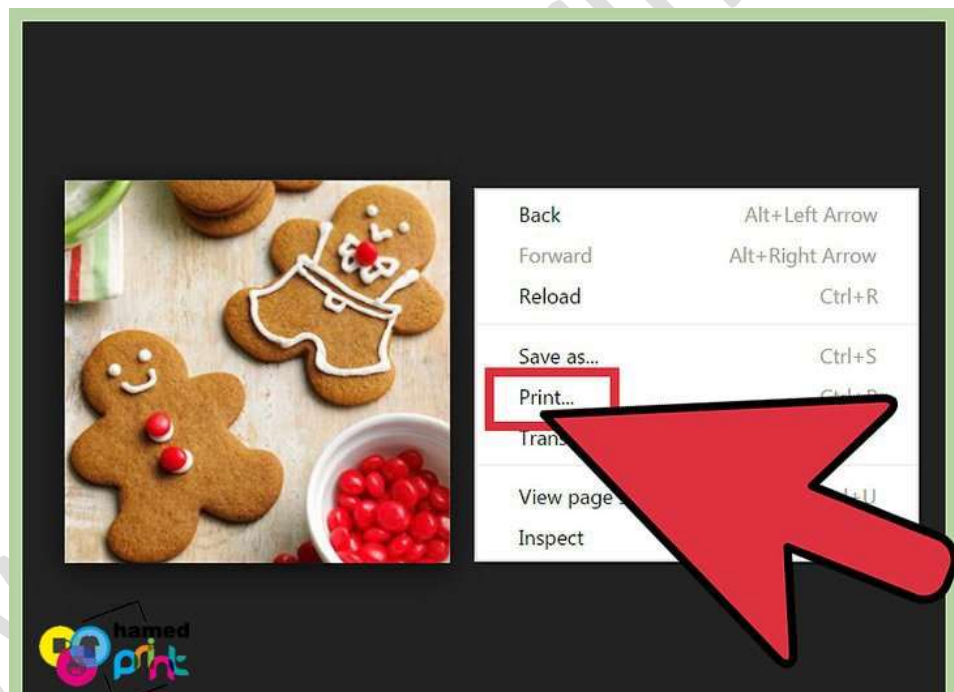 Back Alt+Left Arrow
Forward Alt+Right Arrow
Reload Ctrl+R
Save as... Ctrl+S
Print...
View page
Inspect
hamed
print